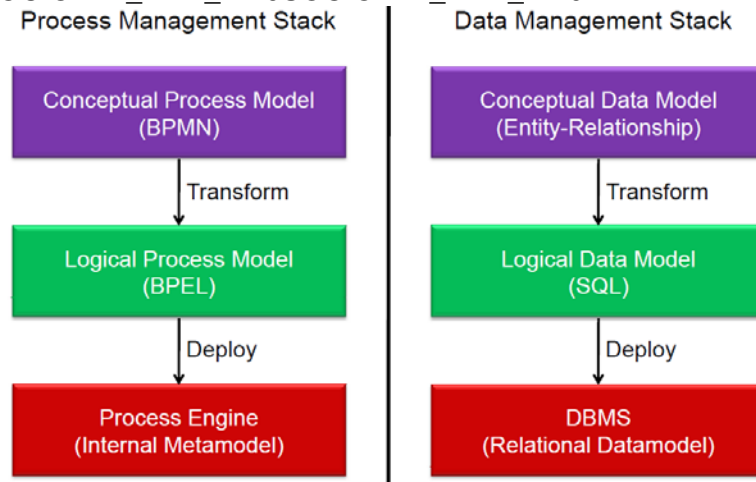 Process Management Stack
Conceptual Process Model
(BPMN)
Transform
Logical Process Model
(BPEL)
Deploy
Process Engine
(Internal Metamodel)
Data Management Stack
Conceptual Data Model
(Entity-Relationship)
Transform
Logical Data Model
(SQL)
Deploy
DBMS
(Relational Datamodel)